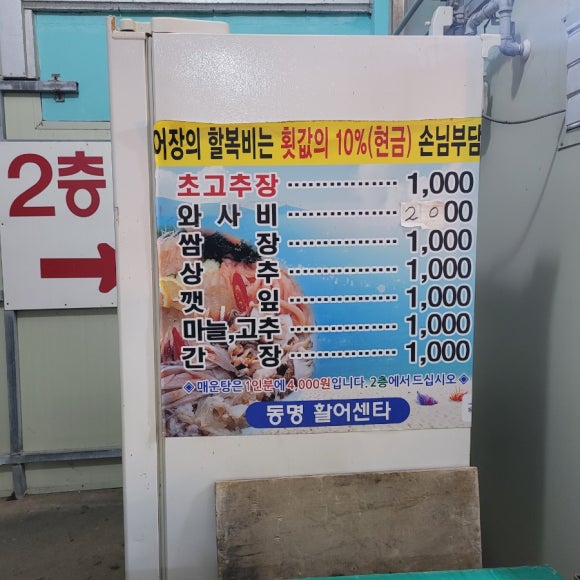 어장의 할복비는 횟값의 10%(현금) 손님부담
2층
초고추장 1,000
와사비 2000
쌈장 1,000
상추 1,000
깻잎 1,000
마늘,고추 1,000
간장 1,000
◈매운탕은 1인분에 4,000원입니다. 2층에서 드십시오◈
동명 활어센타